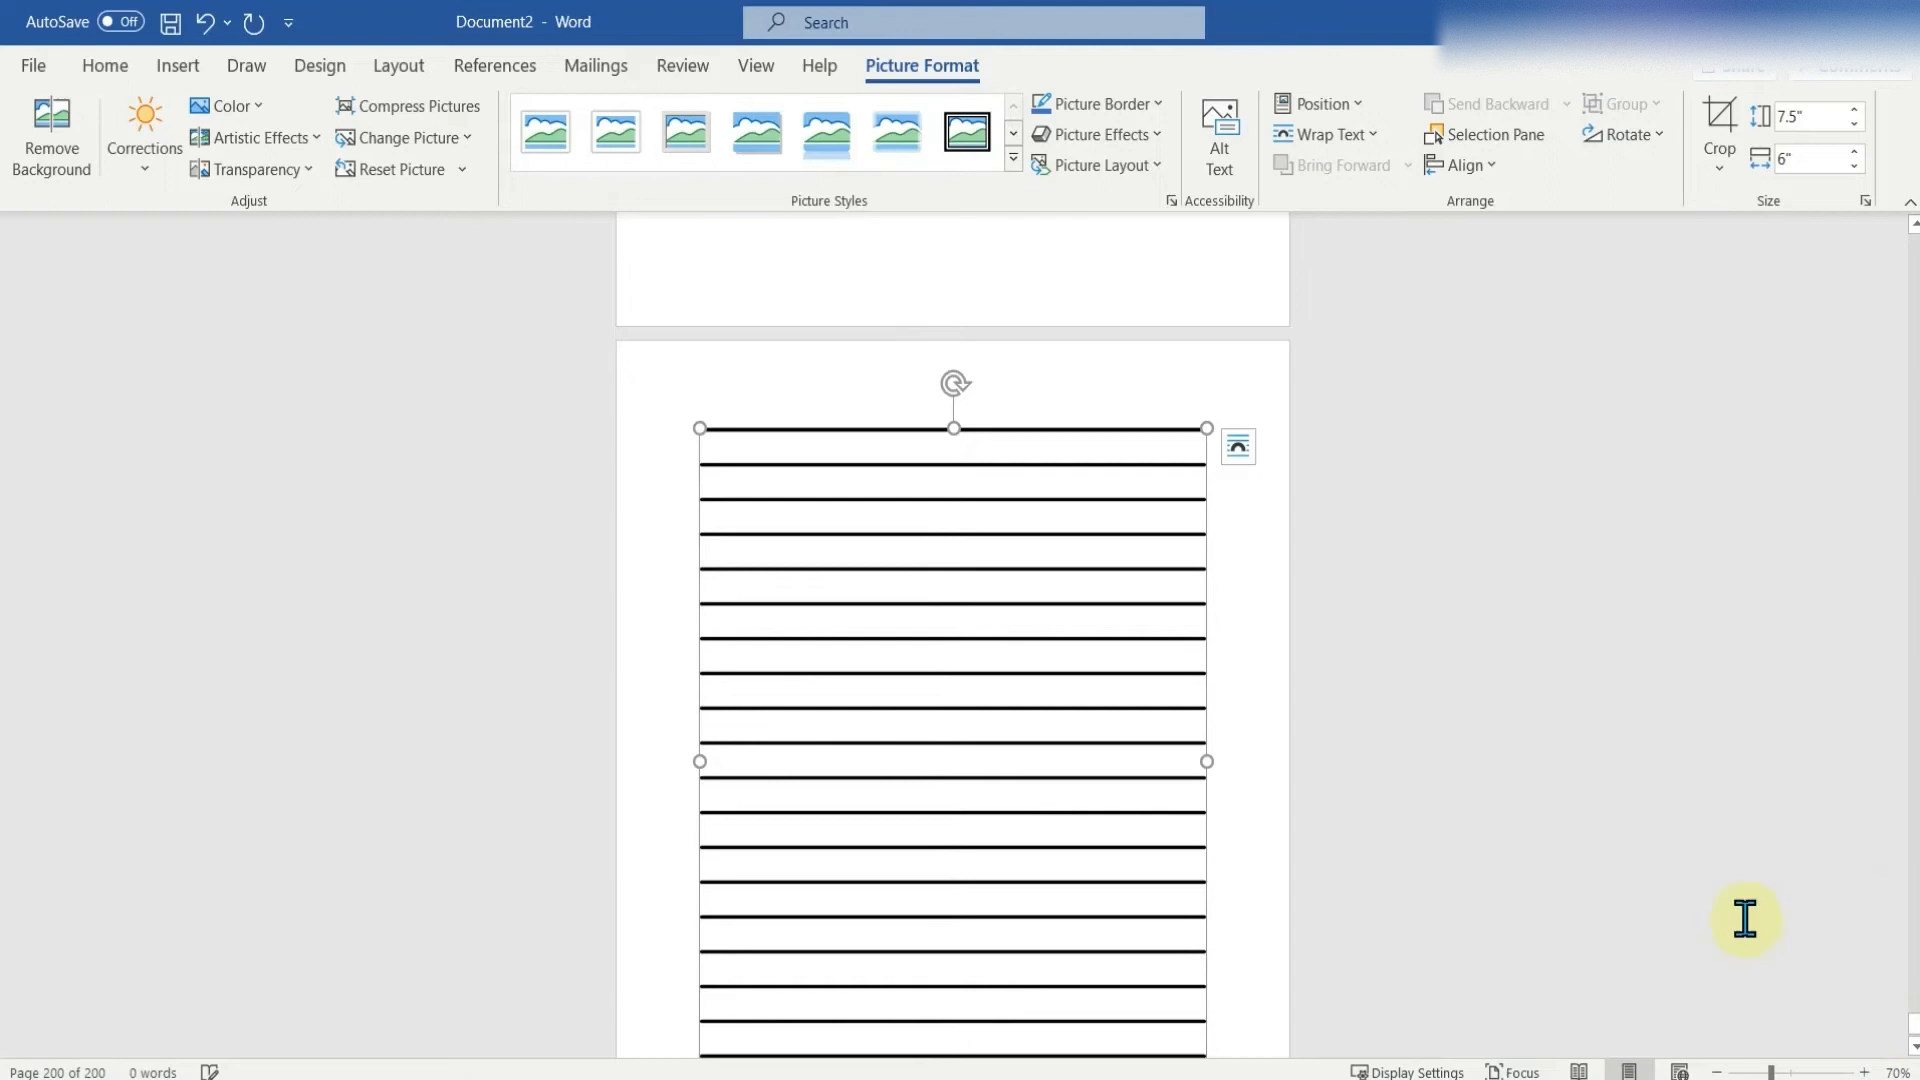 AutoSave Off Document2 - Word Search
File Home Insert Draw Design Layout References Mailings Review View Help Picture Format
Remove Background
Corrections
Color
Artistic Effects
Transparency
Compress Pictures
Change Picture
Reset Picture
Adjust
Picture Styles
Picture Border
Picture Effects
Picture Layout
Alt Text
Accessibility
Position
Wrap Text
Bring Forward
Send Backward
Selection Pane
Align
Group
Rotate
Arrange
Crop
7.5"
6"
Size
Page 200 of 200 0 words Display Settings Focus 70%